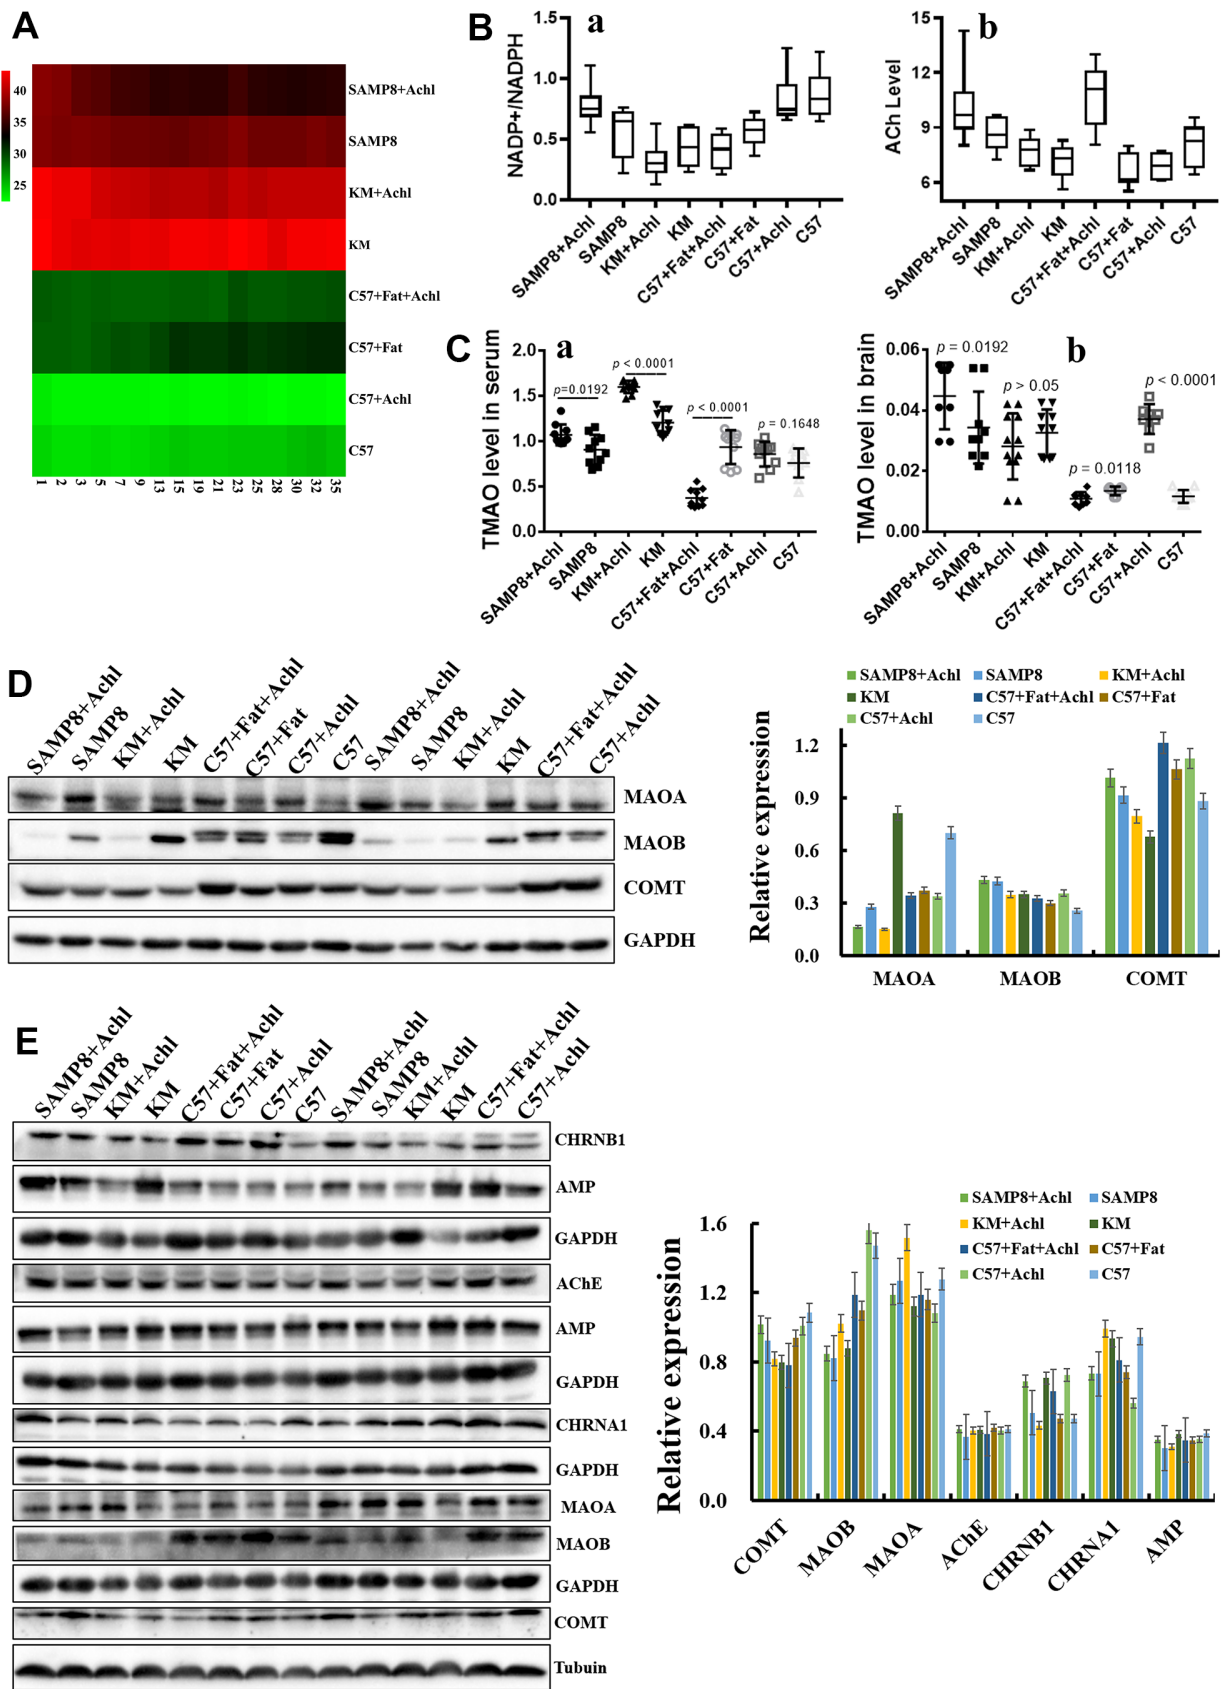 A
40
35
30
25
SAMP8+Achl
SAMP8
KM+Achl
KM
C57+Fat+Achl
C57+Fat
C57+Achl
C57
1 2 3 5 7 9 13 15 19 21 23 25 28 30 32 35
B
a
NADP+/NADPH
1.5
1.0
0.5
0.0
SAMP8+Achl
SAMP8
KM+Achl
KM
C57+Fat+Achl
C57+Fat
C57+Achl
C57
b
ACh Level
15
12
9
6
SAMP8+Achl
SAMP8
KM+Achl
KM
C57+Fat+Achl
C57+Fat
C57+Achl
C57
C
a
TMAO level in serum
2.0
1.5
1.0
0.5
0.0
p=0.0192
p < 0.0001
p < 0.0001
p = 0.1648
SAMP8+Achl
SAMP8
KM+Achl
KM
C57+Fat+Achl
C57+Fat
C57+Achl
C57
b
TMAO level in brain
0.06
0.04
0.02
0.00
p = 0.0192
p > 0.05
p = 0.0118
p < 0.0001
SAMP8+Achl
SAMP8
KM+Achl
KM
C57+Fat+Achl
C57+Fat
C57+Achl
C57
D
SAMP8+Achl
SAMP8
KM+Achl
KM
C57+Fat+Achl
C57+Fat
C57+Achl
C57
SAMP8+Achl
SAMP8
KM+Achl
KM
C57+Fat+Achl
C57+Achl
MAOA
MAOB
COMT
GAPDH
SAMP8+Achl SAMP8 KM+Achl
KM C57+Fat+Achl C57+Fat
C57+Achl C57
Relative expression
1.2
0.9
0.6
0.3
0.0
MAOA MAOB COMT
E
SAMP8+Achl
SAMP8
KM+Achl
KM
C57+Fat+Achl
C57+Fat
C57+Achl
C57
SAMP8+Achl
SAMP8
KM+Achl
KM
C57+Fat+Achl
C57+Achl
CHRNB1
AMP
GAPDH
AChE
AMP
GAPDH
CHRNA1
GAPDH
MAOA
MAOB
GAPDH
COMT
Tubuin
SAMP8+Achl SAMP8
KM+Achl KM
C57+Fat+Achl C57+Fat
C57+Achl C57
Relative expression
1.6
1.2
0.8
0.4
0.0
COMT
MAOB
MAOA
AChE
CHRNB1
CHRNA1
AMP